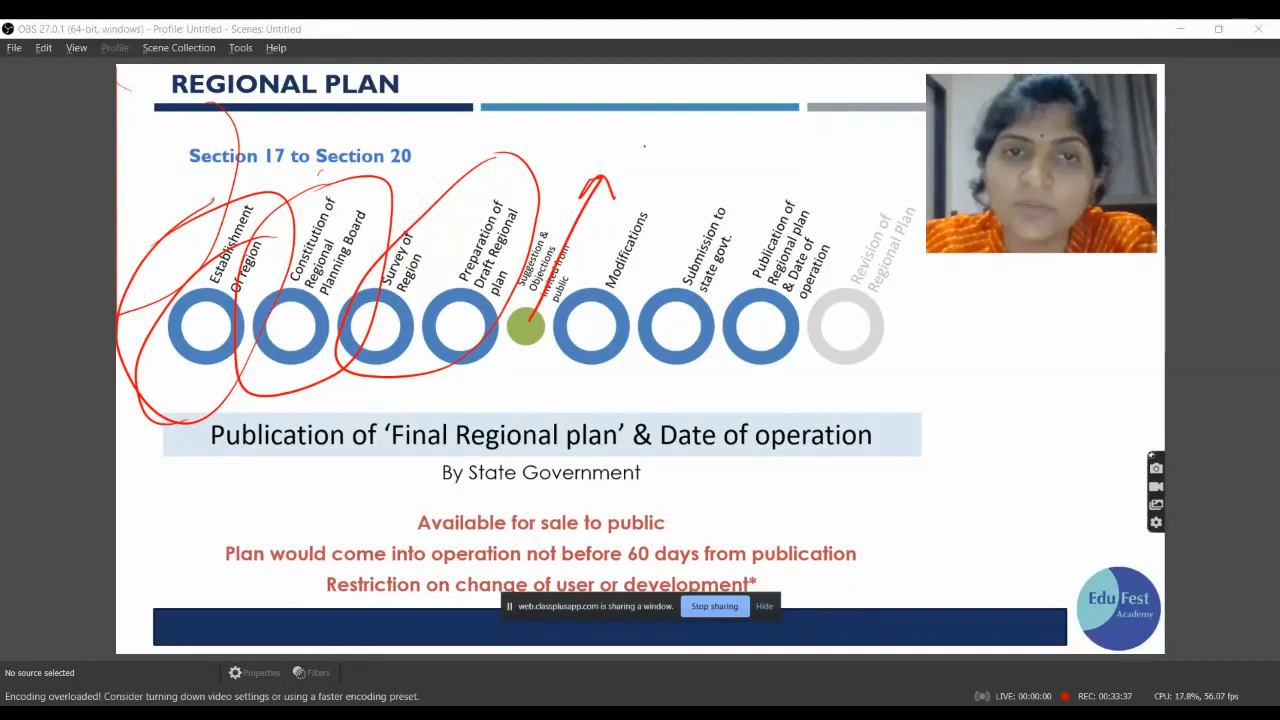 OBS 27.0.1 (64-bit, windows) - Profile: Untitled - Scenes: Untitled
File Edit View Profile Scene Collection Tools Help
REGIONAL PLAN
Section 17 to Section 20
Establishment
of region
Constitution of
Regional
Planning Board
Survey of
Region
Preparation of
Draft Regional
plan
Suggestion &
Objections
invited from
public
Modifications
Submission to
state govt.
Publication of
Regional plan
& Date of
operation
Revision of
Regional Plan
Publication of ‘Final Regional plan’ & Date of operation
By State Government
Available for sale to public
Plan would come into operation not before 60 days from publication
Restriction on change of user or development*
web.classplusapp.com is sharing a window. Stop sharing Hide
Edu Fest
Academy
No source selected Properties Filters
Encoding overloaded! Consider turning down video settings or using a faster encoding preset. LIVE: 00:00:00 REC: 00:33:37 CPU: 17.8%, 56.07 fps